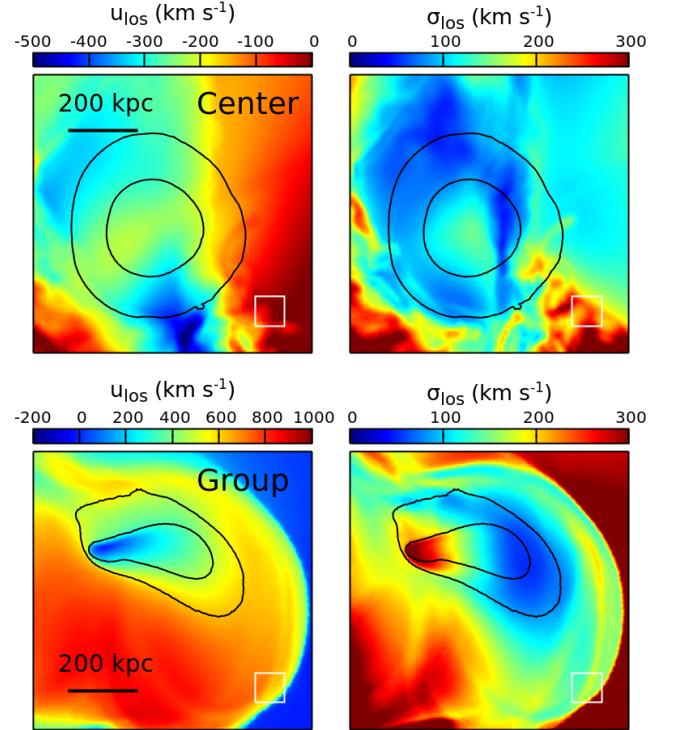 u_los (km s^-1) σ_los (km s^-1)
-500 -400 -300 -200 -100 0 0 100 200 300
200 kpc Center
u_los (km s^-1) σ_los (km s^-1)
-200 0 200 400 600 800 1000 0 100 200 300
Group
200 kpc